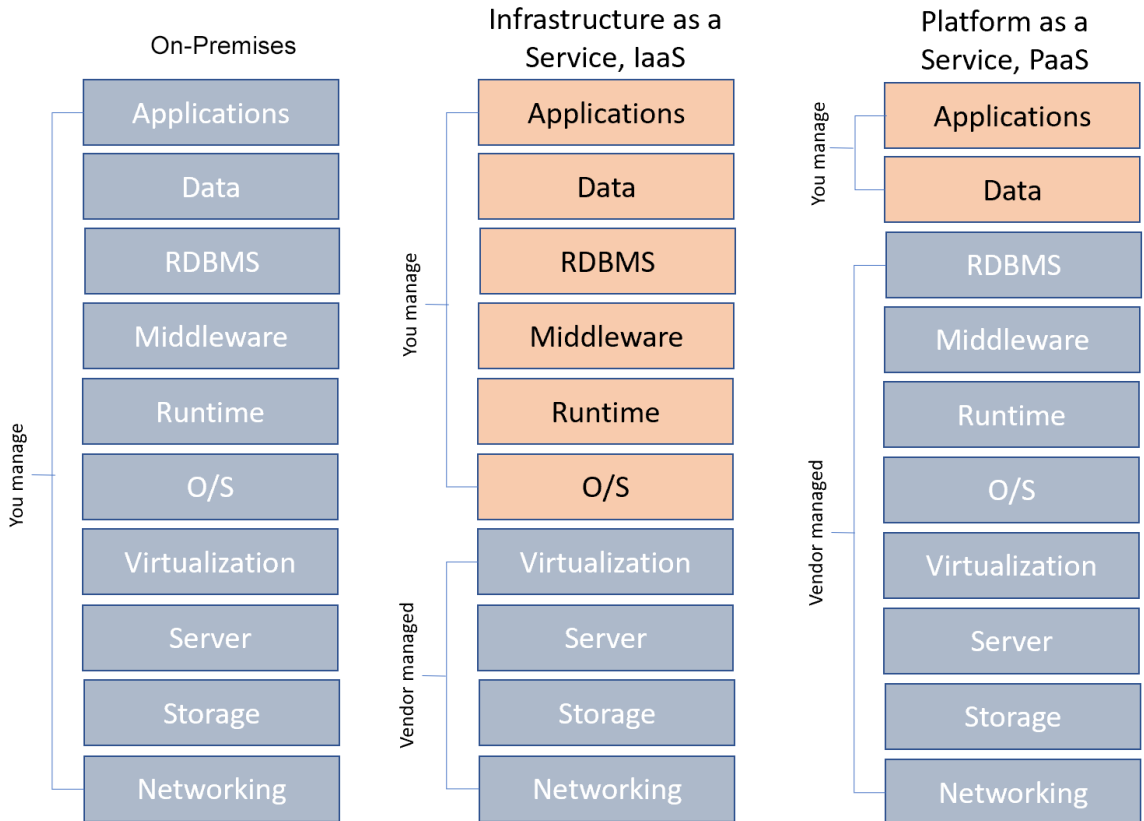 On-Premises
You manage
Applications
Data
RDBMS
Middleware
Runtime
O/S
Virtualization
Server
Storage
Networking
Infrastructure as a
Service, IaaS
You manage
Applications
Data
RDBMS
Middleware
Runtime
O/S
Vendor managed
Virtualization
Server
Storage
Networking
Platform as a
Service, PaaS
You manage
Applications
Data
Vendor managed
RDBMS
Middleware
Runtime
O/S
Virtualization
Server
Storage
Networking